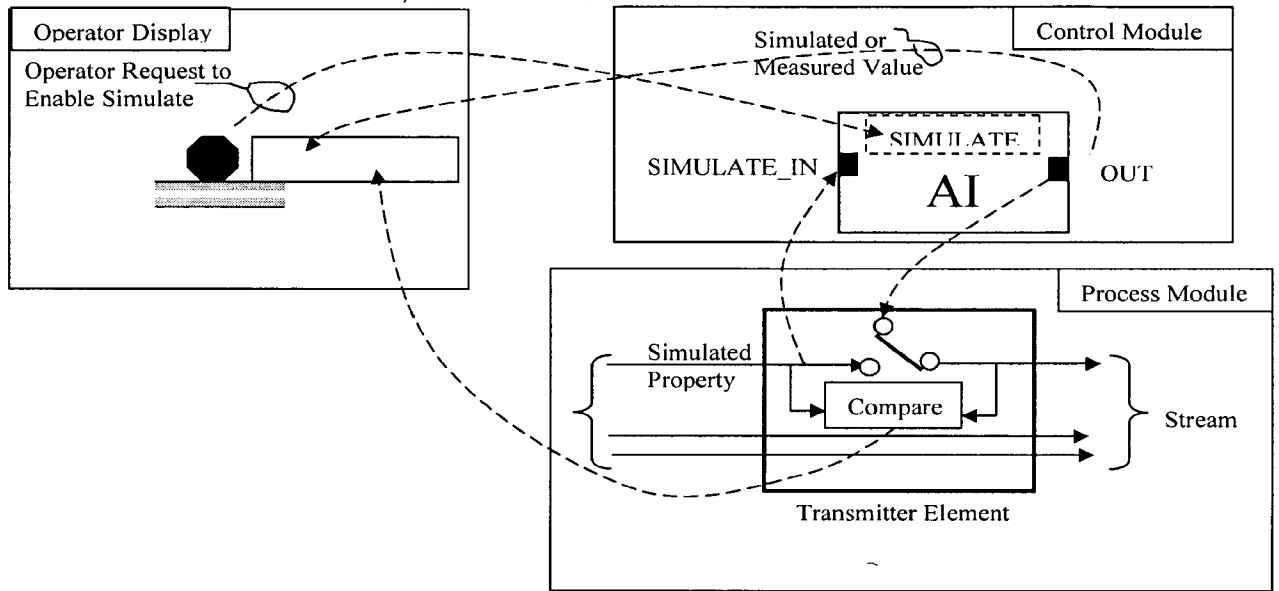 Operator Display
Operator Request to
Enable Simulate
Simulated or
Measured Value
Control Module
SIMULATE
SIMULATE_IN
AI
OUT
Process Module
Simulated
Property
Compare
Stream
Transmitter Element